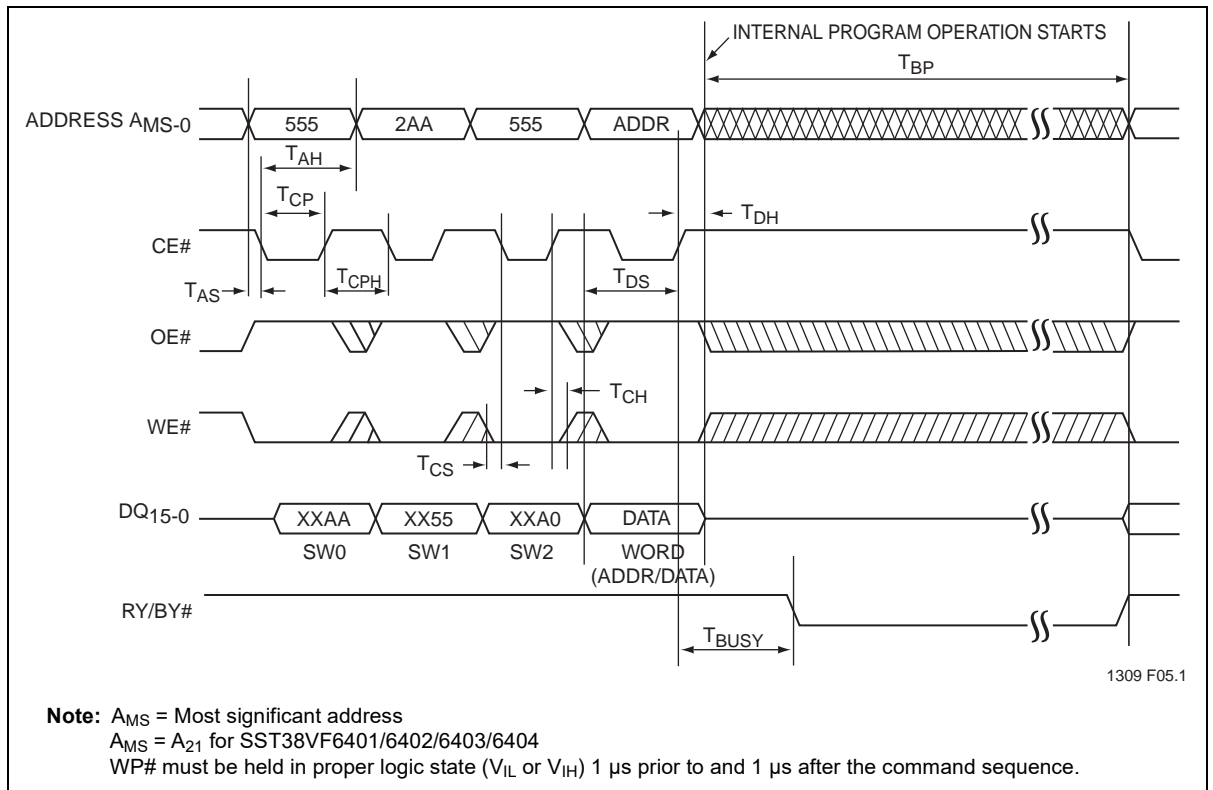 INTERNAL PROGRAM OPERATION STARTS
TBP
ADDRESS AMS-0
555
2AA
555
ADDR
TAH
TCP
TDH
CE#
TCPH
TDS
TAS
OE#
TCH
WE#
TCS
DQ15-0
XXAA
XX55
XXA0
DATA
SW0
SW1
SW2
WORD
(ADDR/DATA)
RY/BY#
TBUSY
1309 F05.1
Note: AMS = Most significant address
AMS = A21 for SST38VF6401/6402/6403/6404
WP# must be held in proper logic state (VIL or VIH) 1 µs prior to and 1 µs after the command sequence.